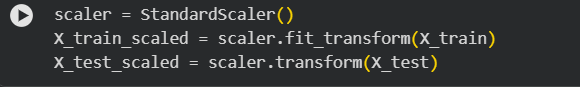 scaler = StandardScaler()
X_train_scaled = scaler.fit_transform(X_train)
X_test_scaled = scaler.transform(X_test)